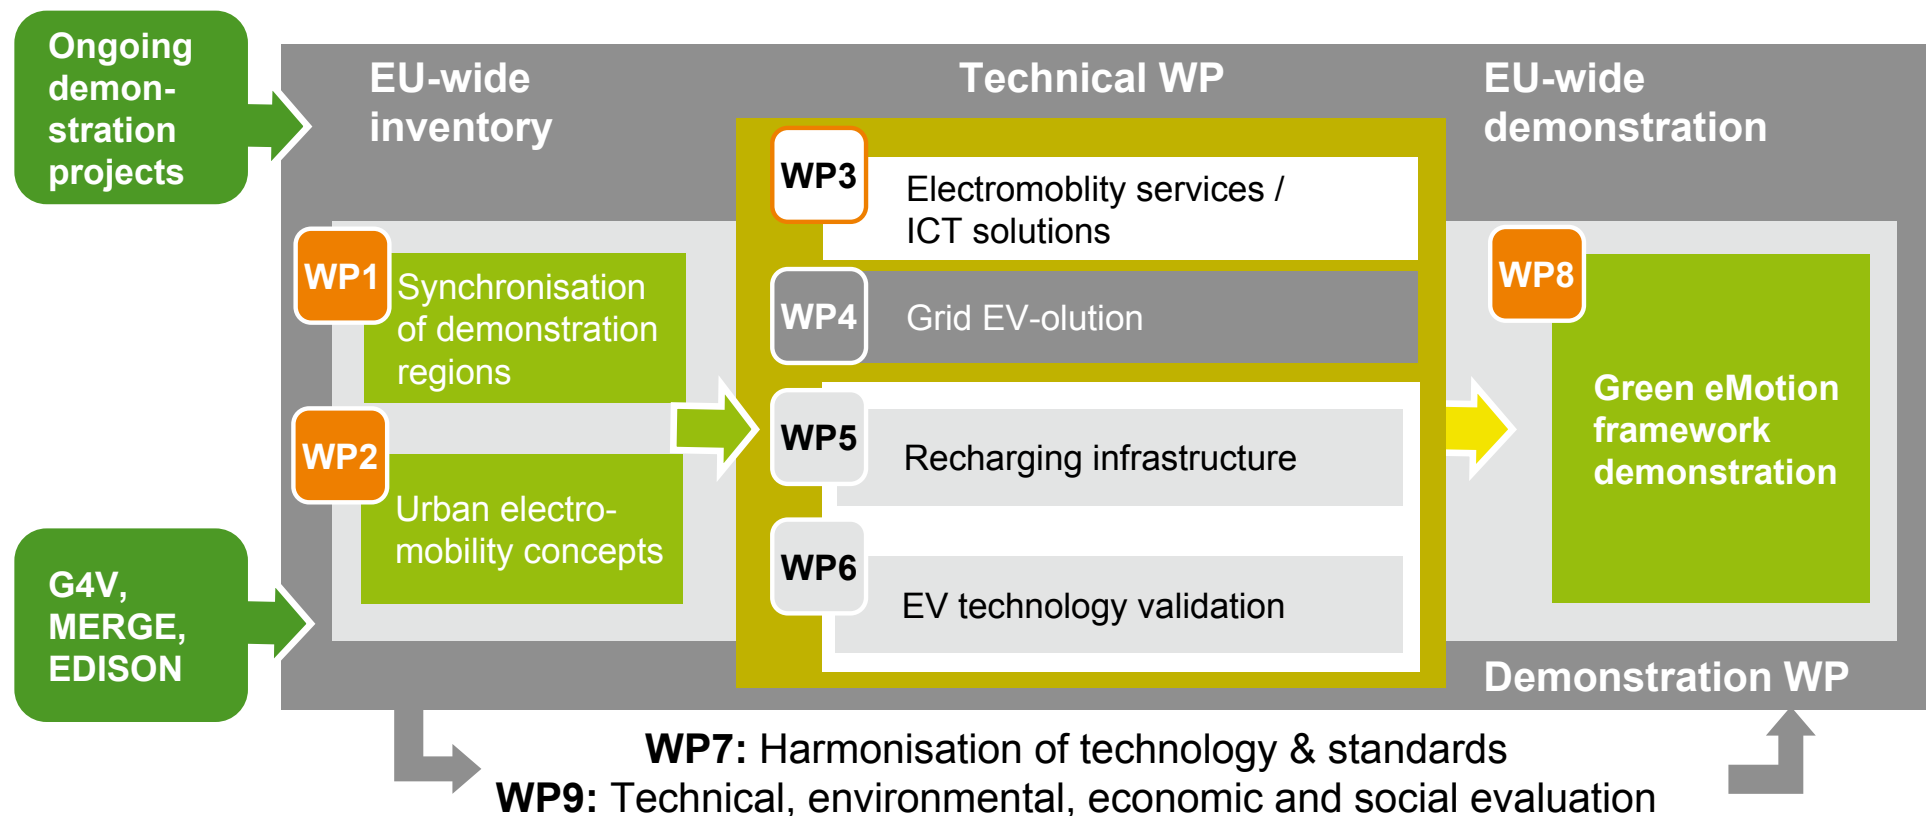 Ongoing
demon-
stration
projects
EU-wide
inventory
Technical WP
EU-wide
demonstration
WP3
Electromoblity services /
ICT solutions
WP1
Synchronisation
of demonstration
regions
WP4
Grid EV-olution
WP8
Green eMotion
framework
demonstration
WP2
Urban electro-
mobility concepts
WP5
Recharging infrastructure
WP6
EV technology validation
G4V,
MERGE,
EDISON
Demonstration WP
WP7: Harmonisation of technology & standards
WP9: Technical, environmental, economic and social evaluation